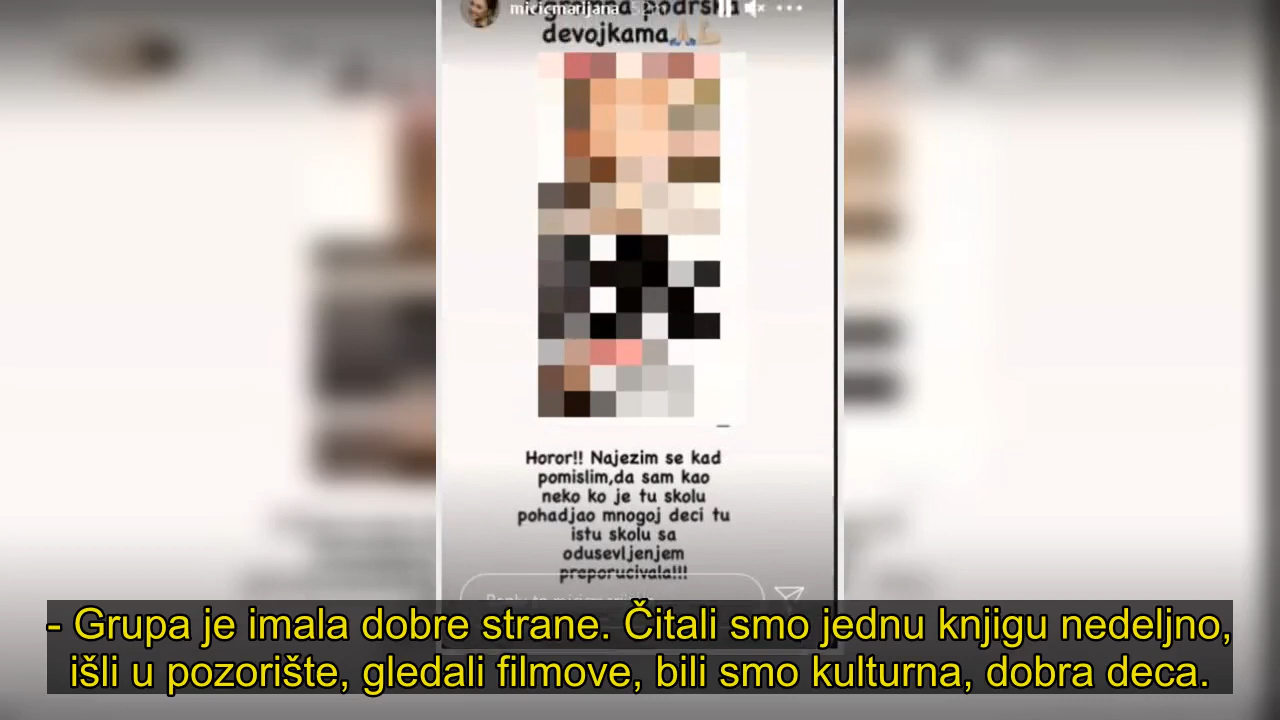 micicmarijana
podrska
devojkama🙏🏼💪🏼
Horor!! Najezim se kad
pomislim,da sam kao
neko ko je tu skolu
pohadjao mnogoj deci tu
istu skolu sa
odusevljenjem
preporucivala!!!
- Grupa je imala dobre strane. Čitali smo jednu knjigu nedeljno,
išli u pozorište, gledali filmove, bili smo kulturna, dobra deca.